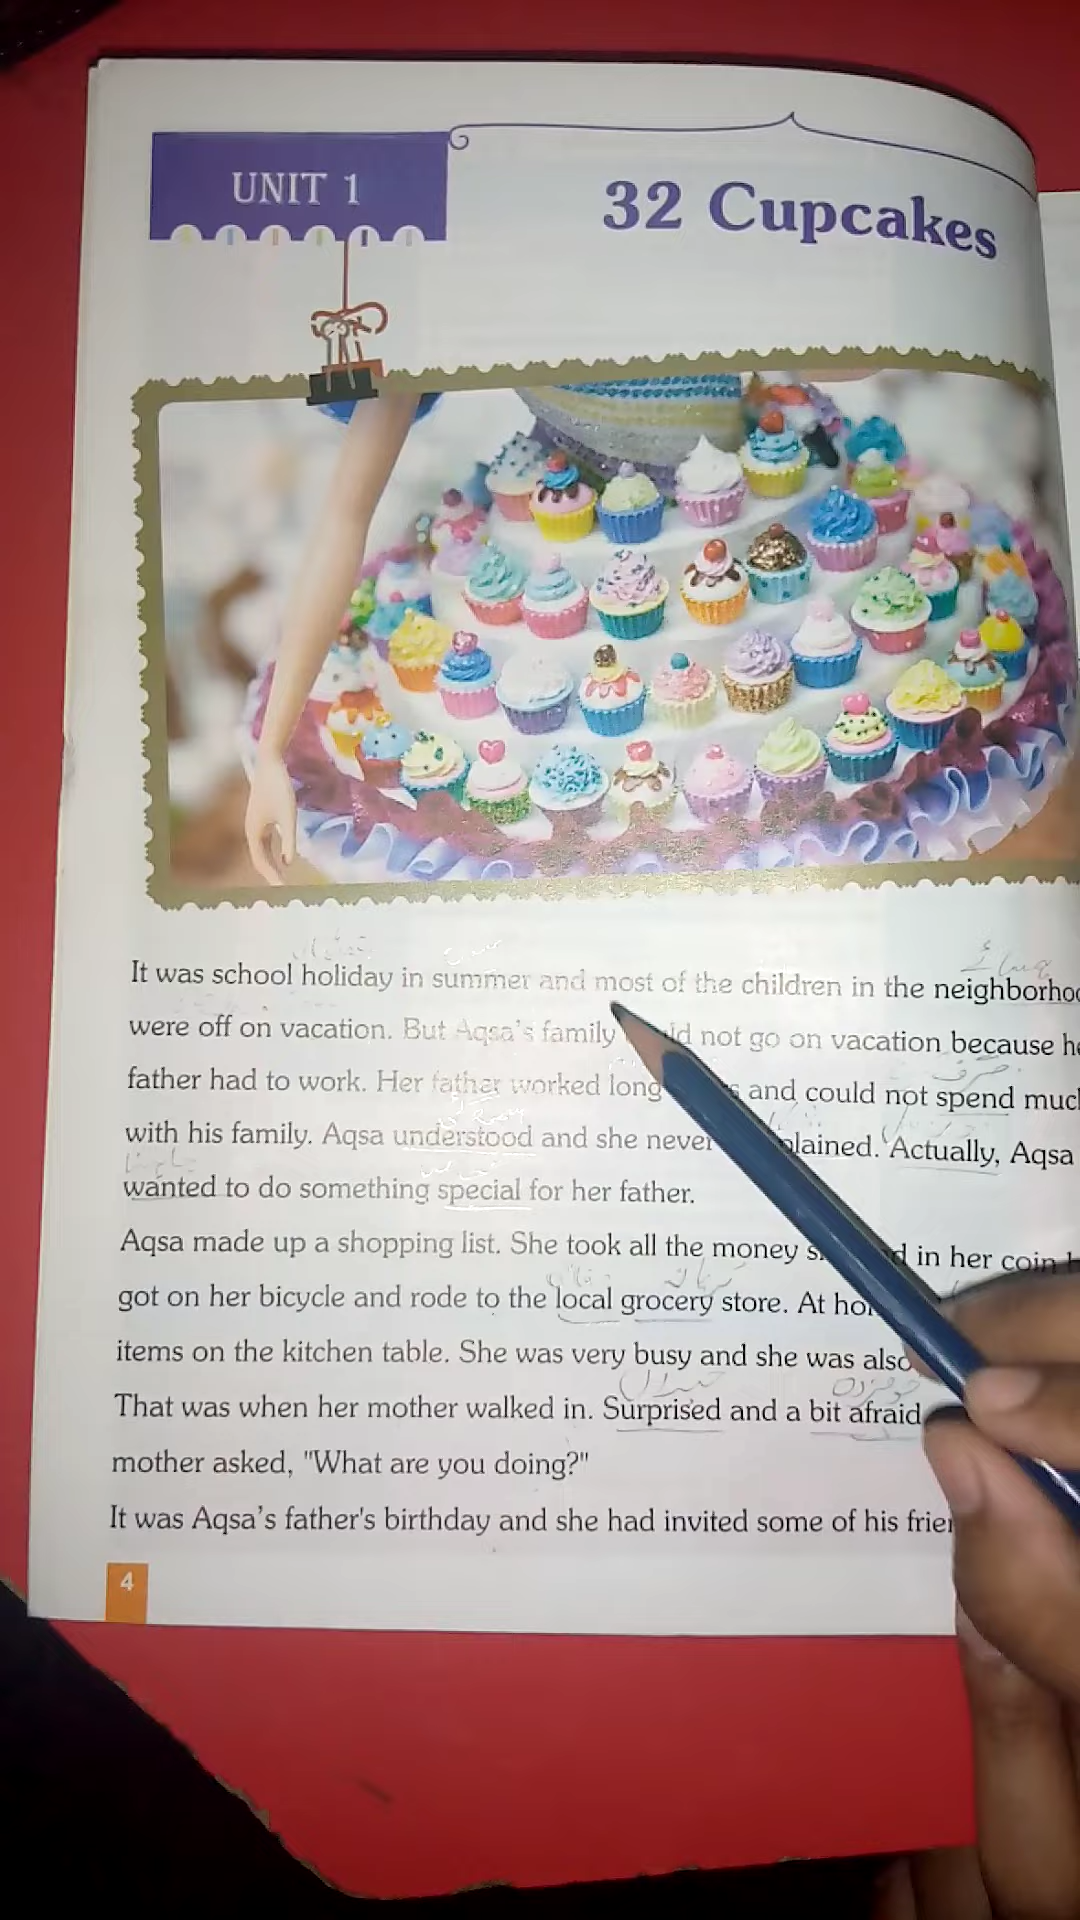 UNIT 1
32 Cupcakes
It was school holiday in summer and most of the children in the
were off on vacation. But Aqsa's family not go on vacation because
father had to work. Her father worked long and could not spend
with his family. Aqsa understood and she never Actually, Aqsa
wanted to do something special for her father.
Aqsa made up a shopping list. She took all the money in her coin
got on her bicycle and rode to the local grocery store. At
items on the kitchen table. She was very busy and she was also
That was when her mother walked in. Surprised and a bit afraid
mother asked, "What are you doing?"
It was Aqsa's father's birthday and she had invited some of his
4